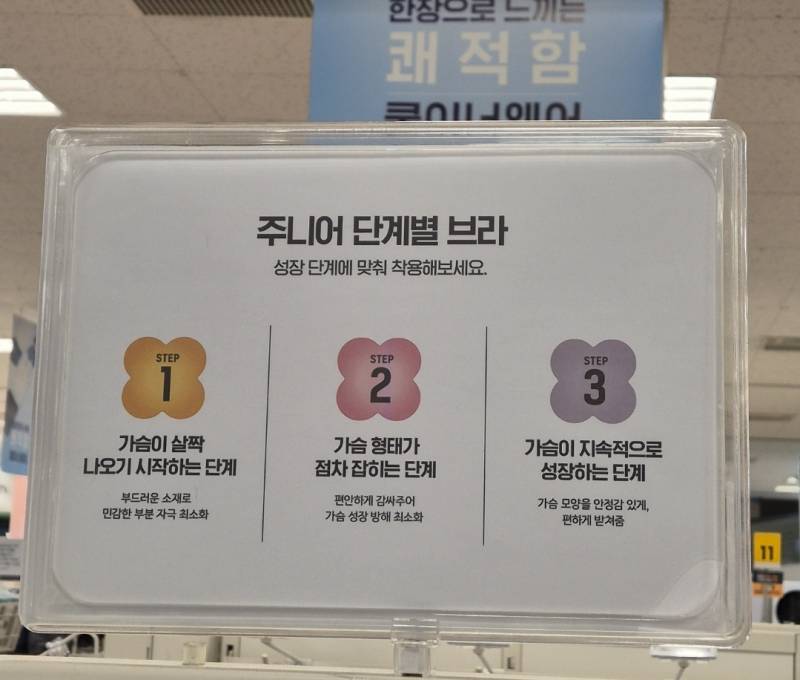 한장으로 느끼는
쾌적함
쿨이너웨어
주니어 단계별 브라
성장 단계에 맞춰 착용해보세요.
STEP
1
가슴이 살짝
나오기 시작하는 단계
부드러운 소재로
민감한 부분 자극 최소화
STEP
2
가슴 형태가
점차 잡히는 단계
편안하게 감싸주어
가슴 성장 방해 최소화
STEP
3
가슴이 지속적으로
성장하는 단계
가슴 모양을 안정감 있게,
편하게 받쳐줌
11